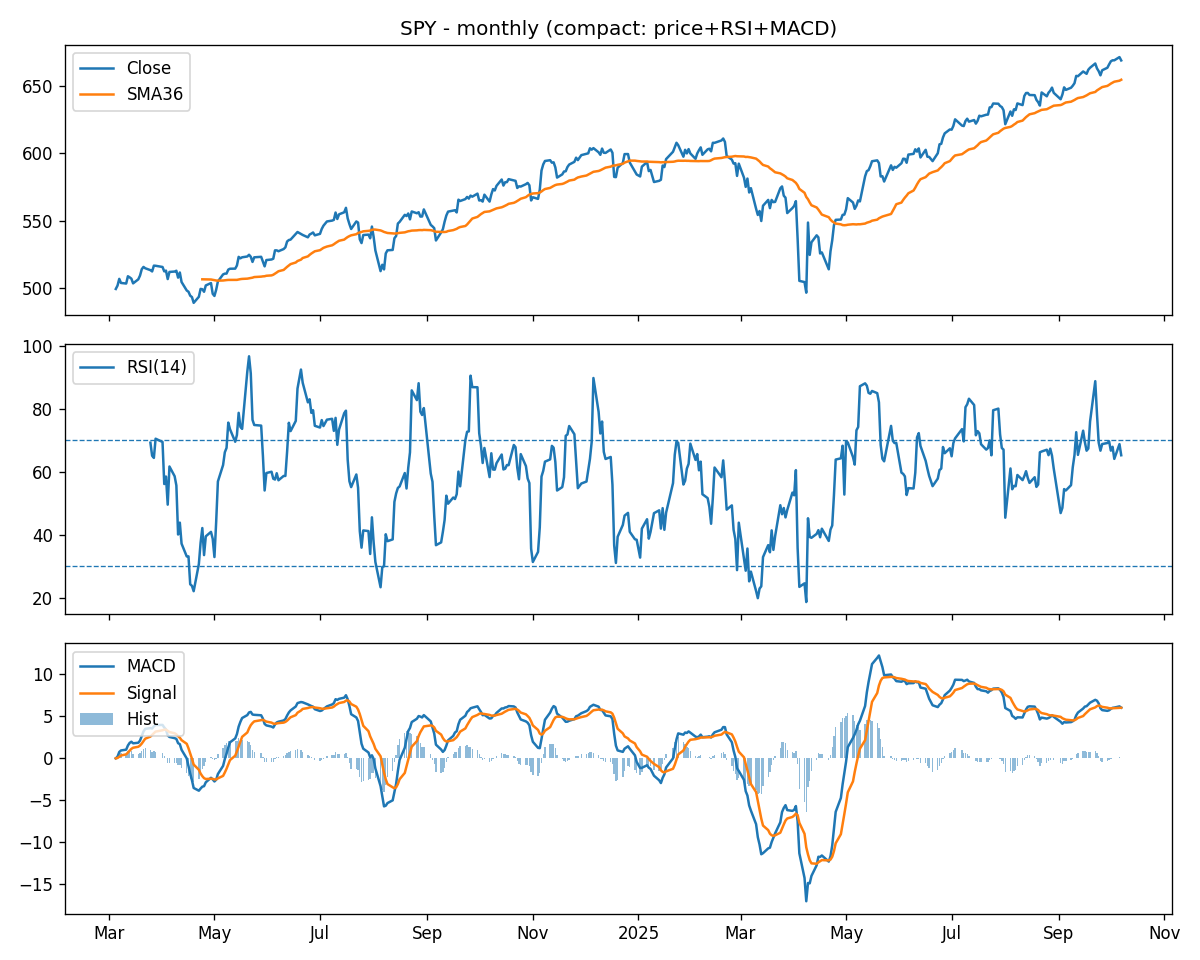 SPY - monthly (compact: price+RSI+MACD)
Close
SMA36
650
600
550
500
RSI(14)
100
80
60
40
20
MACD
Signal
Hist
10
5
0
−5
−10
−15
Mar May Jul Sep Nov 2025 Mar May Jul Sep Nov